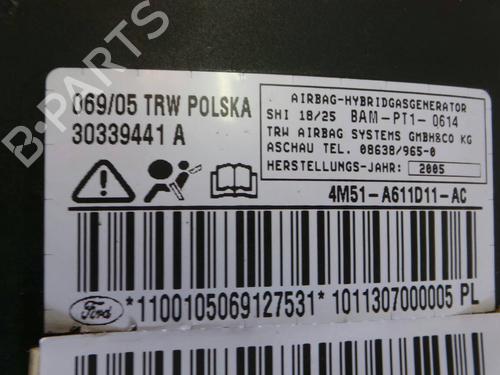 B-PARTS
069/05 TRW POLSKA
30339441 A
AIRBAG-HYBRIDGASGENERATOR
SHI 18/25 BAM-PT1-0614
TRW AIRBAG SYSTEMS GMBH&CO KG
ASCHAU TEL. 08638/965-0
HERSTELLUNGS-JAHR: 2005
4M51-A611D11-AC
Ford
*1100105069127531* 1011307000005 PL